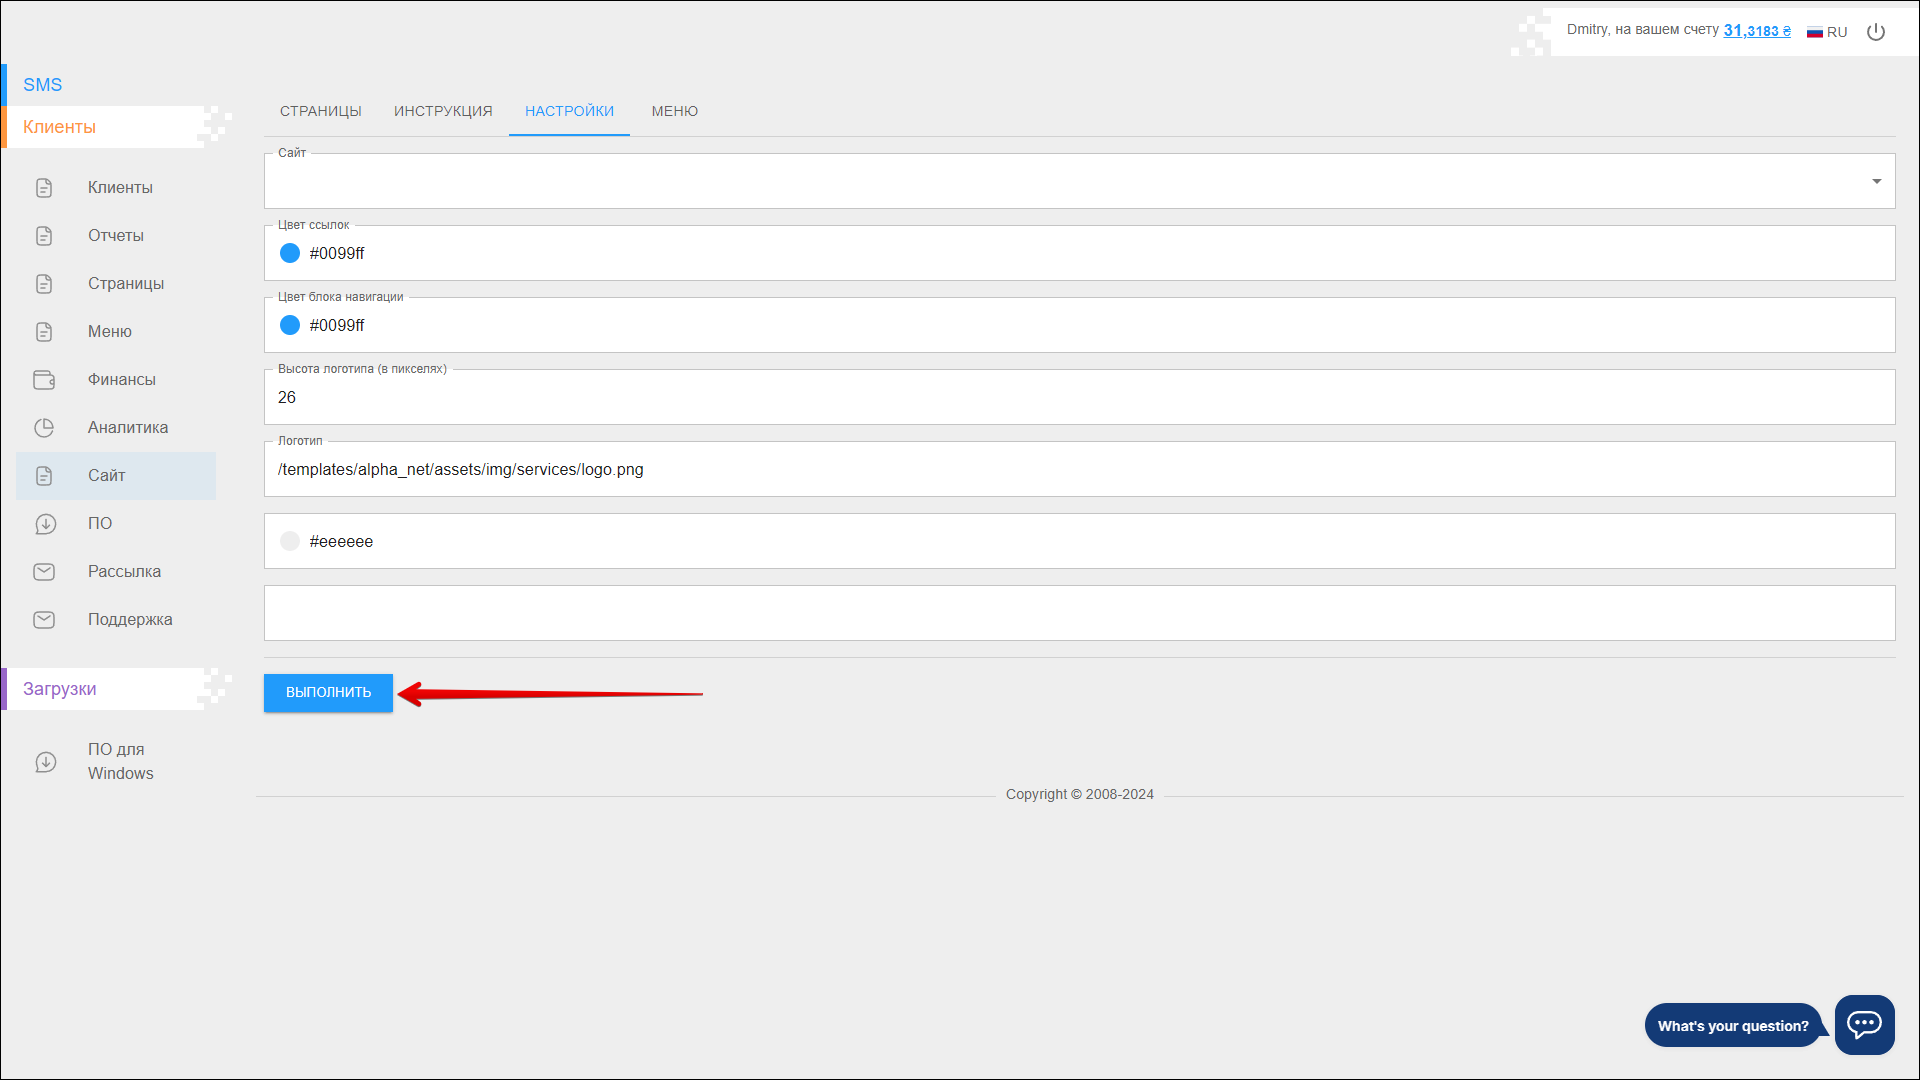 Dmitry, на вашем счету 31,3183 ₴ RU
SMS
Клиенты
Клиенты
Отчеты
Страницы
Меню
Финансы
Аналитика
Сайт
ПО
Рассылка
Поддержка
Загрузки
ПО для
Windows
СТРАНИЦЫ ИНСТРУКЦИЯ НАСТРОЙКИ МЕНЮ
Сайт
Цвет ссылок
#0099ff
Цвет блока навигации
#0099ff
Высота логотипа (в пикселях)
26
Логотип
/templates/alpha_net/assets/img/services/logo.png
#eeeeee
ВЫПОЛНИТЬ
Copyright © 2008-2024
What's your question?